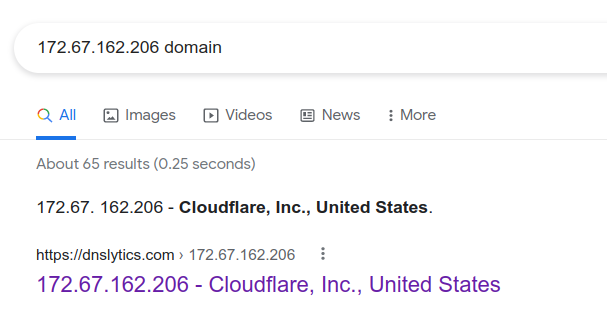 172.67.162.206 domain
All Images Videos News More
About 65 results (0.25 seconds)
172.67. 162.206 - Cloudflare, Inc., United States.
https://dnslytics.com › 172.67.162.206
172.67.162.206 - Cloudflare, Inc., United States